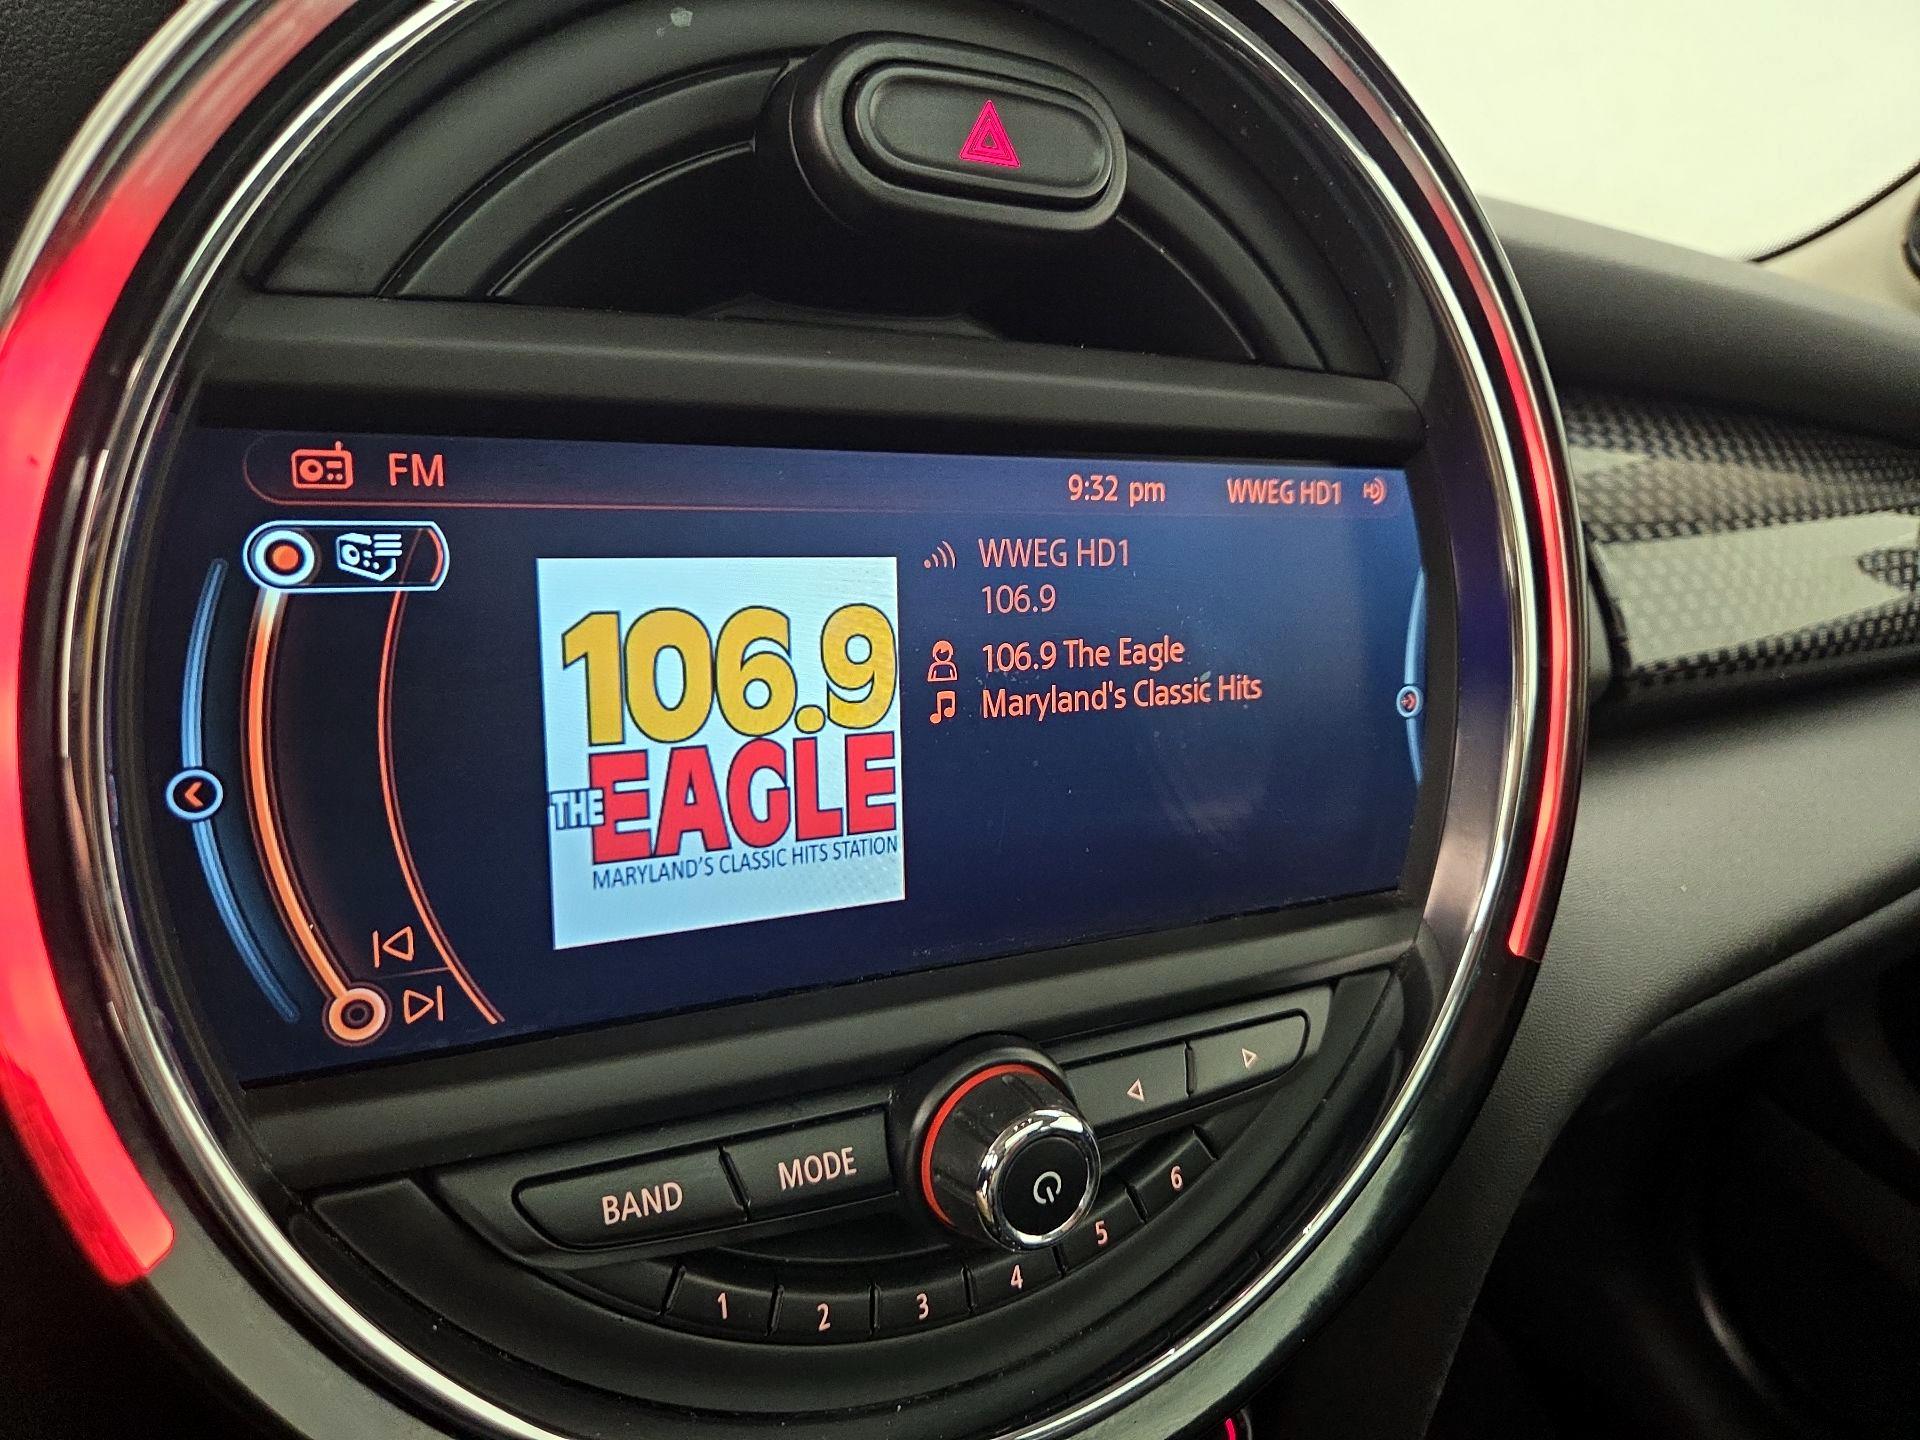 FM
9:32 pm
WWEG HD1
WWEG HD1
106.9
106.9 The Eagle
Maryland's Classic Hits
106.9
THE EAGLE
MARYLAND'S CLASSIC HITS STATION
BAND
MODE
1
2
3
4
5
6